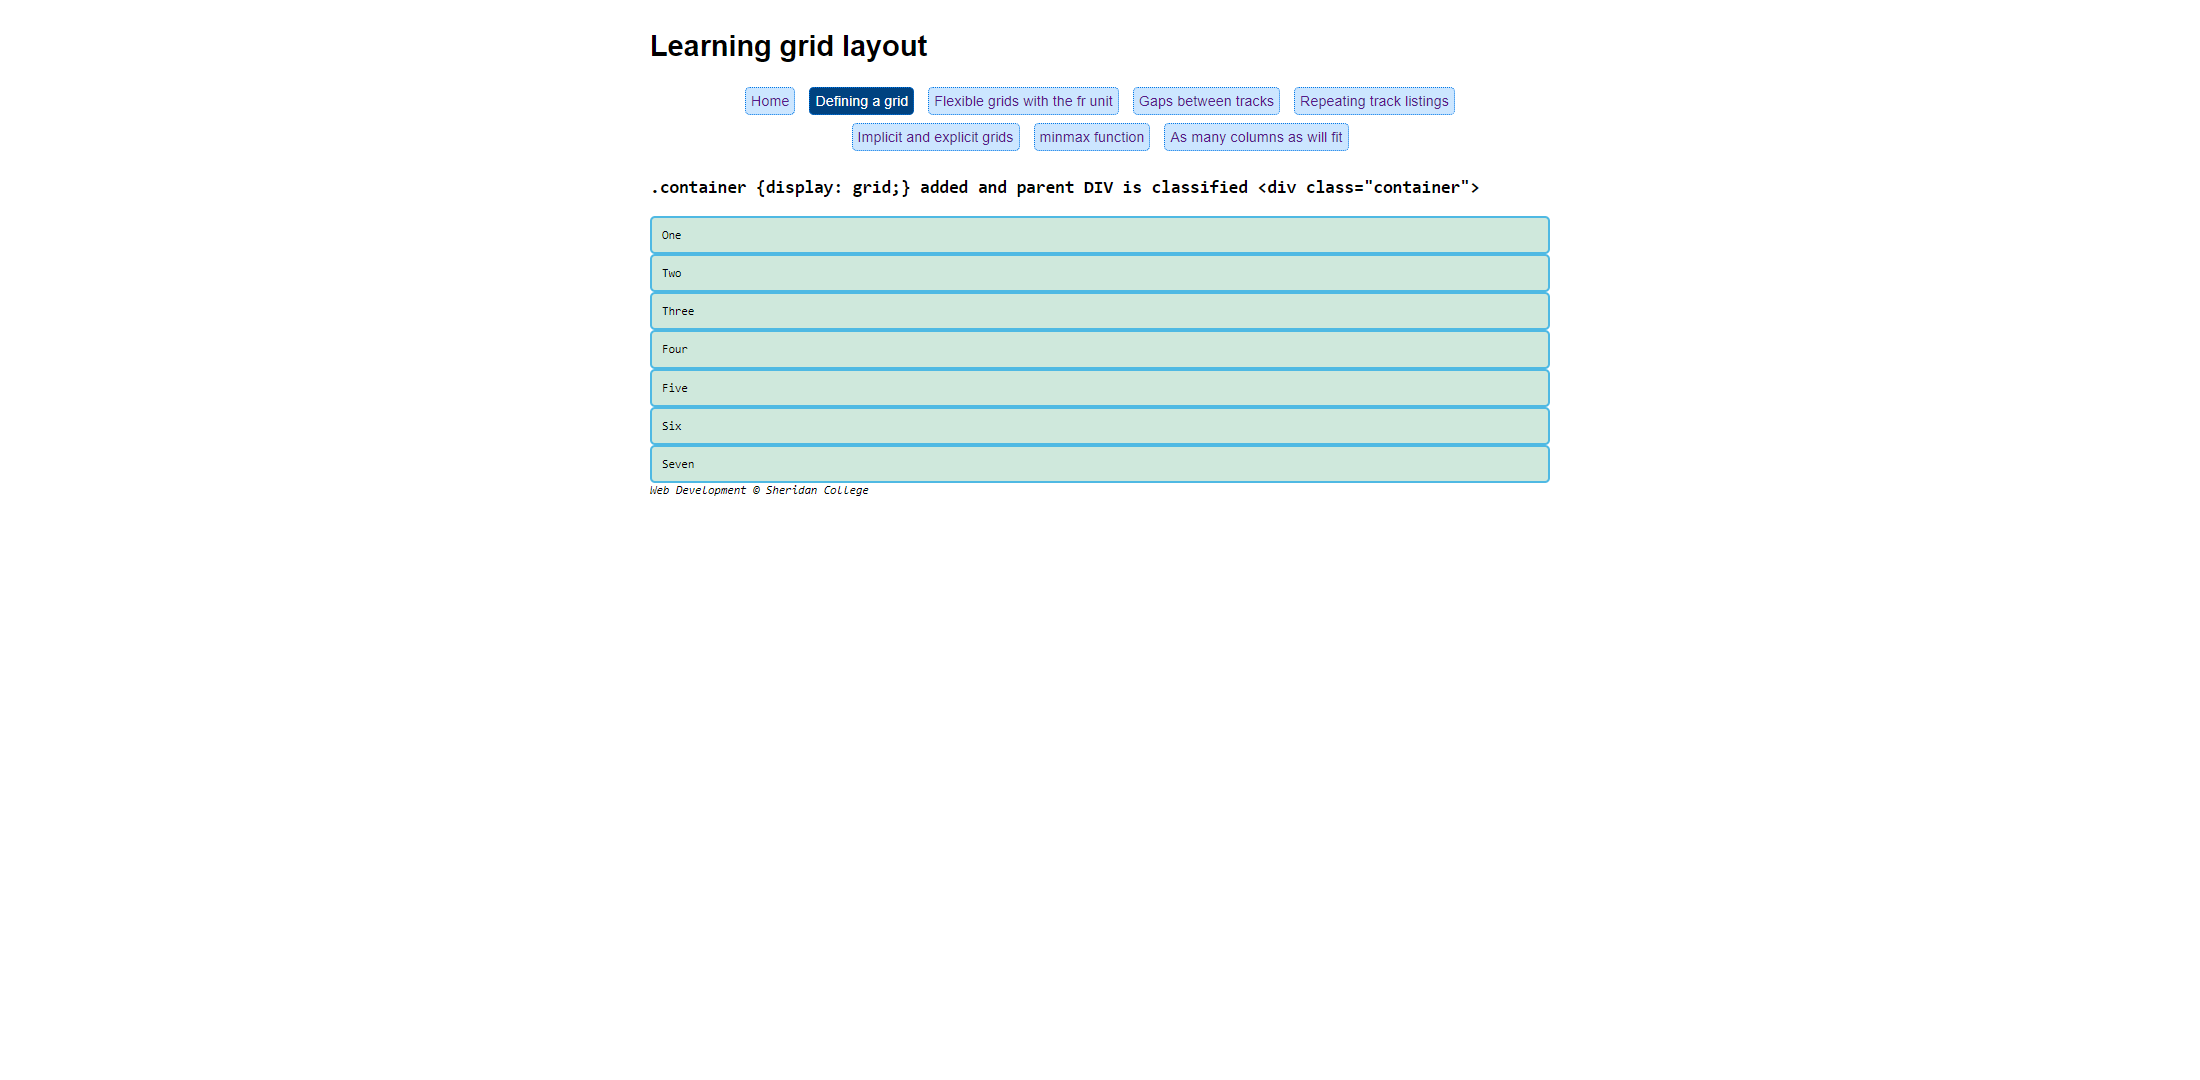 Learning grid layout
Home Defining a grid Flexible grids with the fr unit Gaps between tracks Repeating track listings
Implicit and explicit grids minmax function As many columns as will fit
.container {display: grid;} added and parent DIV is classified <div class="container">
One
Two
Three
Four
Five
Six
Seven
Web Development © Sheridan College